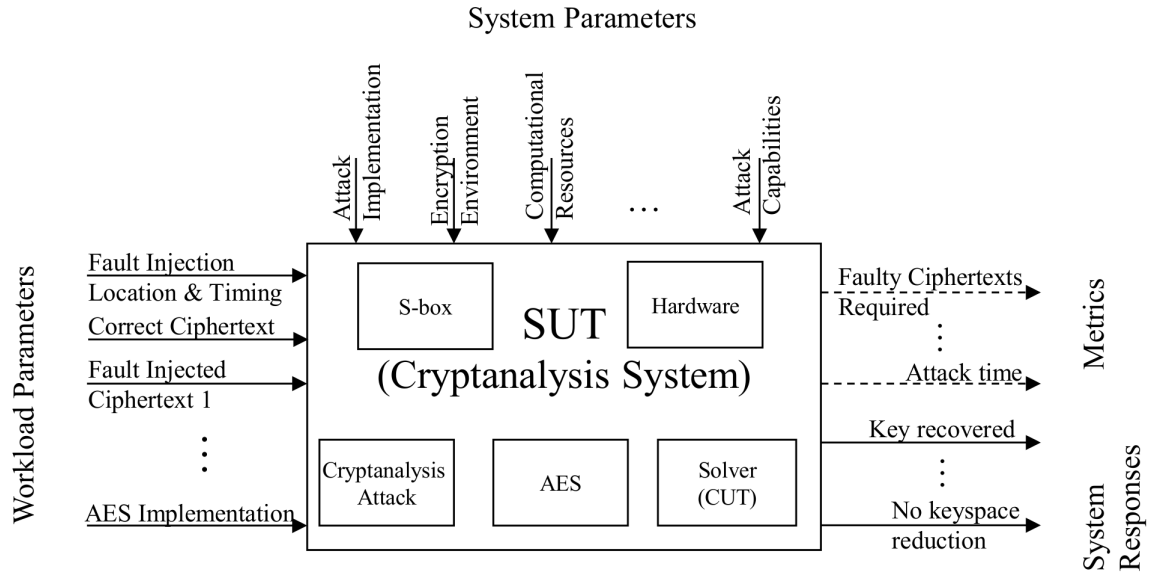 System Parameters
Attack
Implementation
Encryption
Environment
Computational
Resources
...
Attack
Capabilities
Workload Parameters
Fault Injection
Location & Timing
Correct Ciphertext
Fault Injected
Ciphertext 1
...
AES Implementation
S-box
Hardware
SUT
(Cryptanalysis System)
Cryptanalysis
Attack
AES
Solver
(CUT)
Faulty Ciphertexts
Required
...
Attack time
Metrics
Key recovered
...
No keyspace
reduction
System
Responses